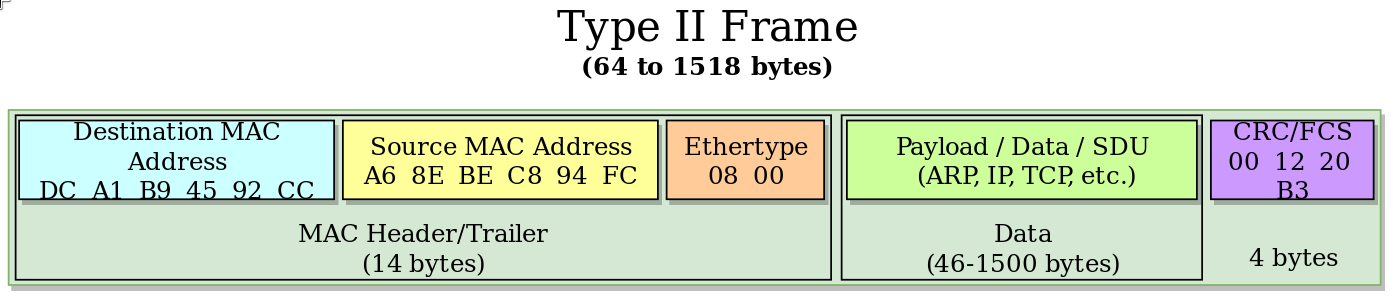 Type II Frame
(64 to 1518 bytes)
Destination MAC
Address
DC A1 B9 45 92 CC
Source MAC Address
A6 8E BE C8 94 FC
Ethertype
08 00
Payload / Data / SDU
(ARP, IP, TCP, etc.)
CRC/FCS
00 12 20
B3
MAC Header/Trailer
(14 bytes)
Data
(46-1500 bytes)
4 bytes